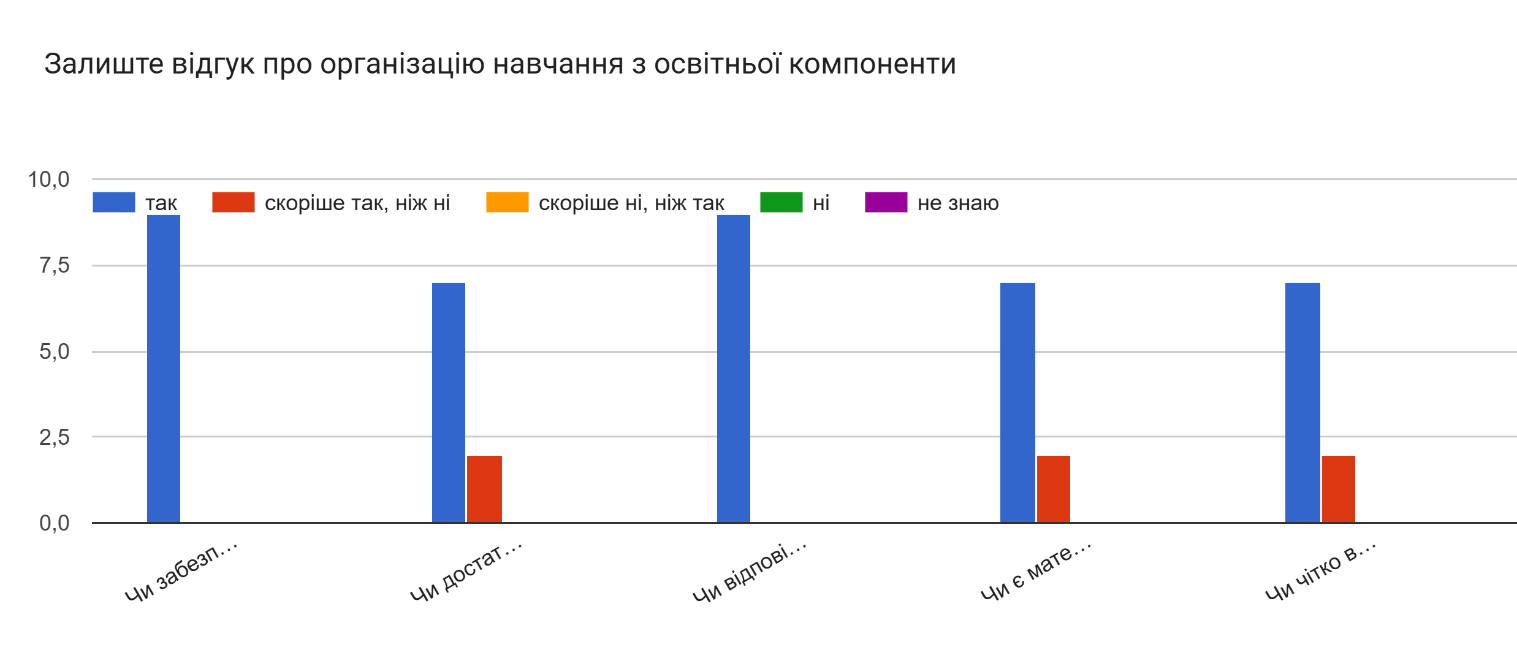 Залиште відгук про організацію навчання з освітньої компоненти
10,0
так скоріше так, ніж ні скоріше ні, ніж так ні не знаю
7,5
5,0
2,5
0,0
Чи забезп…
Чи достат…
Чи відпові…
Чи є мате…
Чи чітко в…